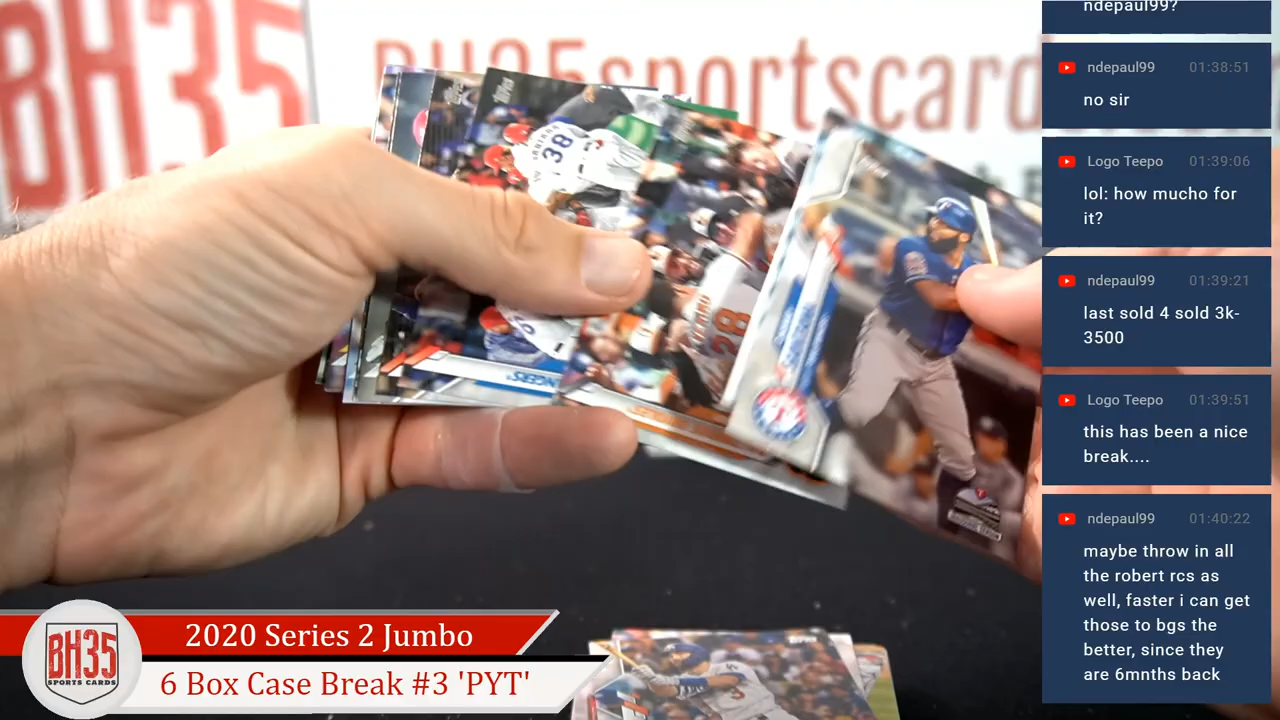 BH35
BH35sportscard
ndepaul99?
ndepaul99 01:38:51
no sir
Logo Teepo 01:39:06
lol: how mucho for
it?
ndepaul99 01:39:21
last sold 4 sold 3k-
3500
Logo Teepo 01:39:51
this has been a nice
break....
ndepaul99 01:40:22
maybe throw in all
the robert rcs as
well, faster i can get
those to bgs the
better, since they
are 6mnths back
38
28
2020 Series 2 Jumbo
6 Box Case Break #3 'PYT'
BH35
SPORTS CARDS